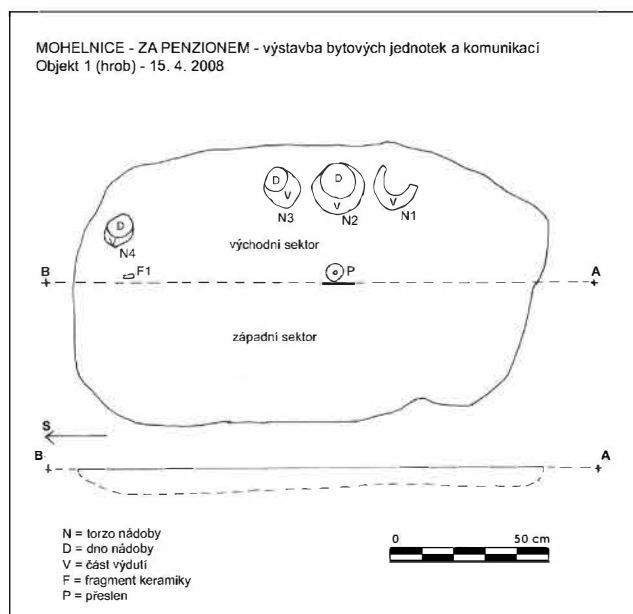 MOHELNICE - ZA PENZIONEM - výstavba bytových jednotek a komunikací
Objekt 1 (hrob) - 15. 4. 2008
D
V
N3
D
V
N2
V
N1
D
V
N4
východní sektor
F1
P
B
A
západní sektor
S
B
A
N = torzo nádoby
D = dno nádoby
V = část výdutí
F = fragment keramiky
P = přeslen
0 50 cm